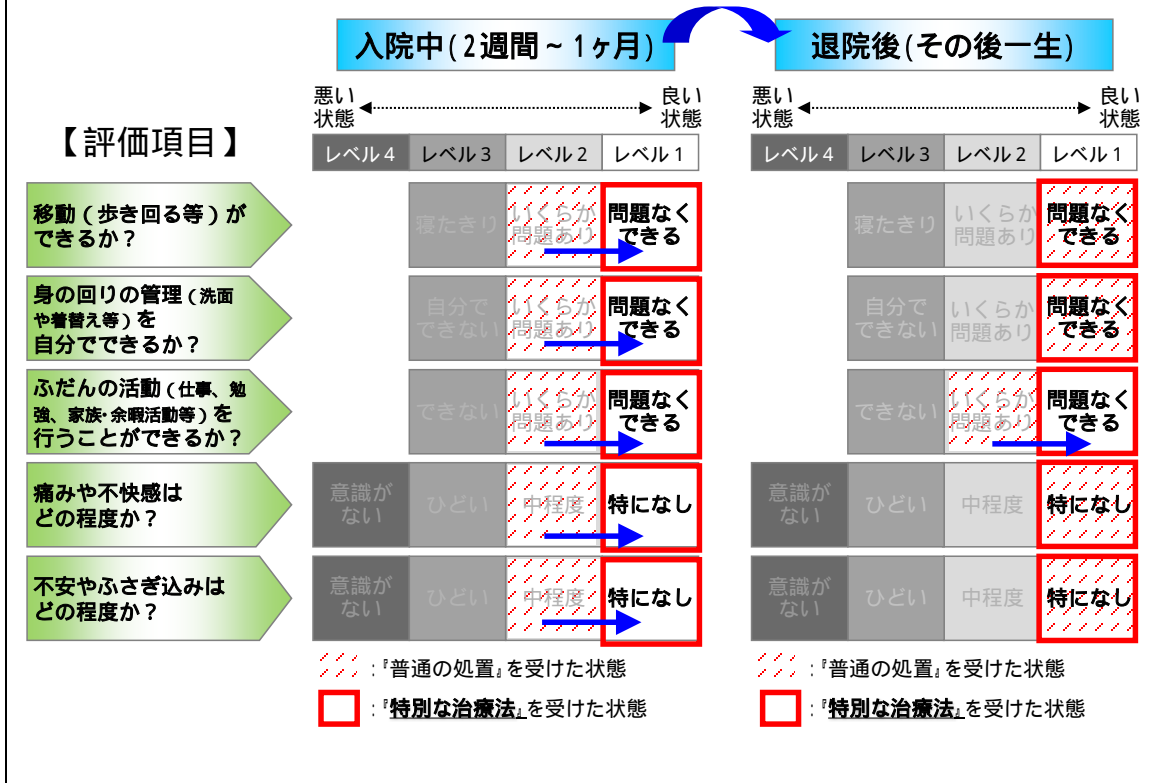 入院中(2週間~1ヶ月)
退院後(その後一生)
悪い
状態
良い
状態
悪い
状態
良い
状態
【評価項目】
レベル4
レベル3
レベル2
レベル1
レベル4
レベル3
レベル2
レベル1
移動(歩き回る等)が
できるか?
寝たきり
いくらか
問題あり
問題なく
できる
寝たきり
いくらか
問題あり
問題なく
できる
身の回りの管理(洗面
や着替え等)を
自分でできるか?
自分で
できない
いくらか
問題あり
問題なく
できる
自分で
できない
いくらか
問題あり
問題なく
できる
ふだんの活動(仕事、勉
強、家族・余暇活動等)を
行うことができるか?
できない
いくらか
問題あり
問題なく
できる
できない
いくらか
問題あり
問題なく
できる
痛みや不快感は
どの程度か?
意識が
ない
ひどい
中程度
特になし
意識が
ない
ひどい
中程度
特になし
不安やふさぎ込みは
どの程度か?
意識が
ない
ひどい
中程度
特になし
意識が
ない
ひどい
中程度
特になし
:『普通の処置』を受けた状態
:『特別な治療法』を受けた状態
:『普通の処置』を受けた状態
:『特別な治療法』を受けた状態